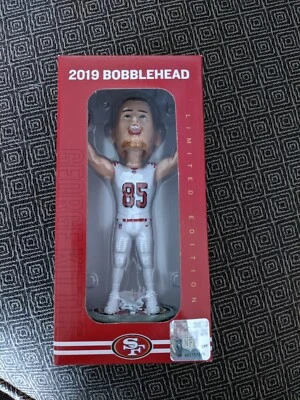 2019 BOBBLEHEAD
LIMITED EDITION
85
SF